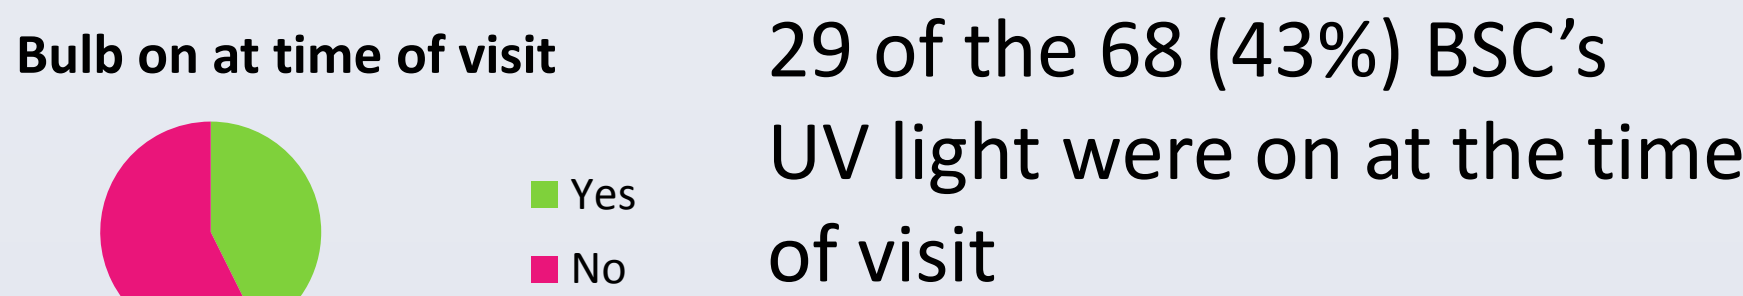 Bulb on at time of visit
Yes
No
29 of the 68 (43%) BSC’s
UV light were on at the time
of visit